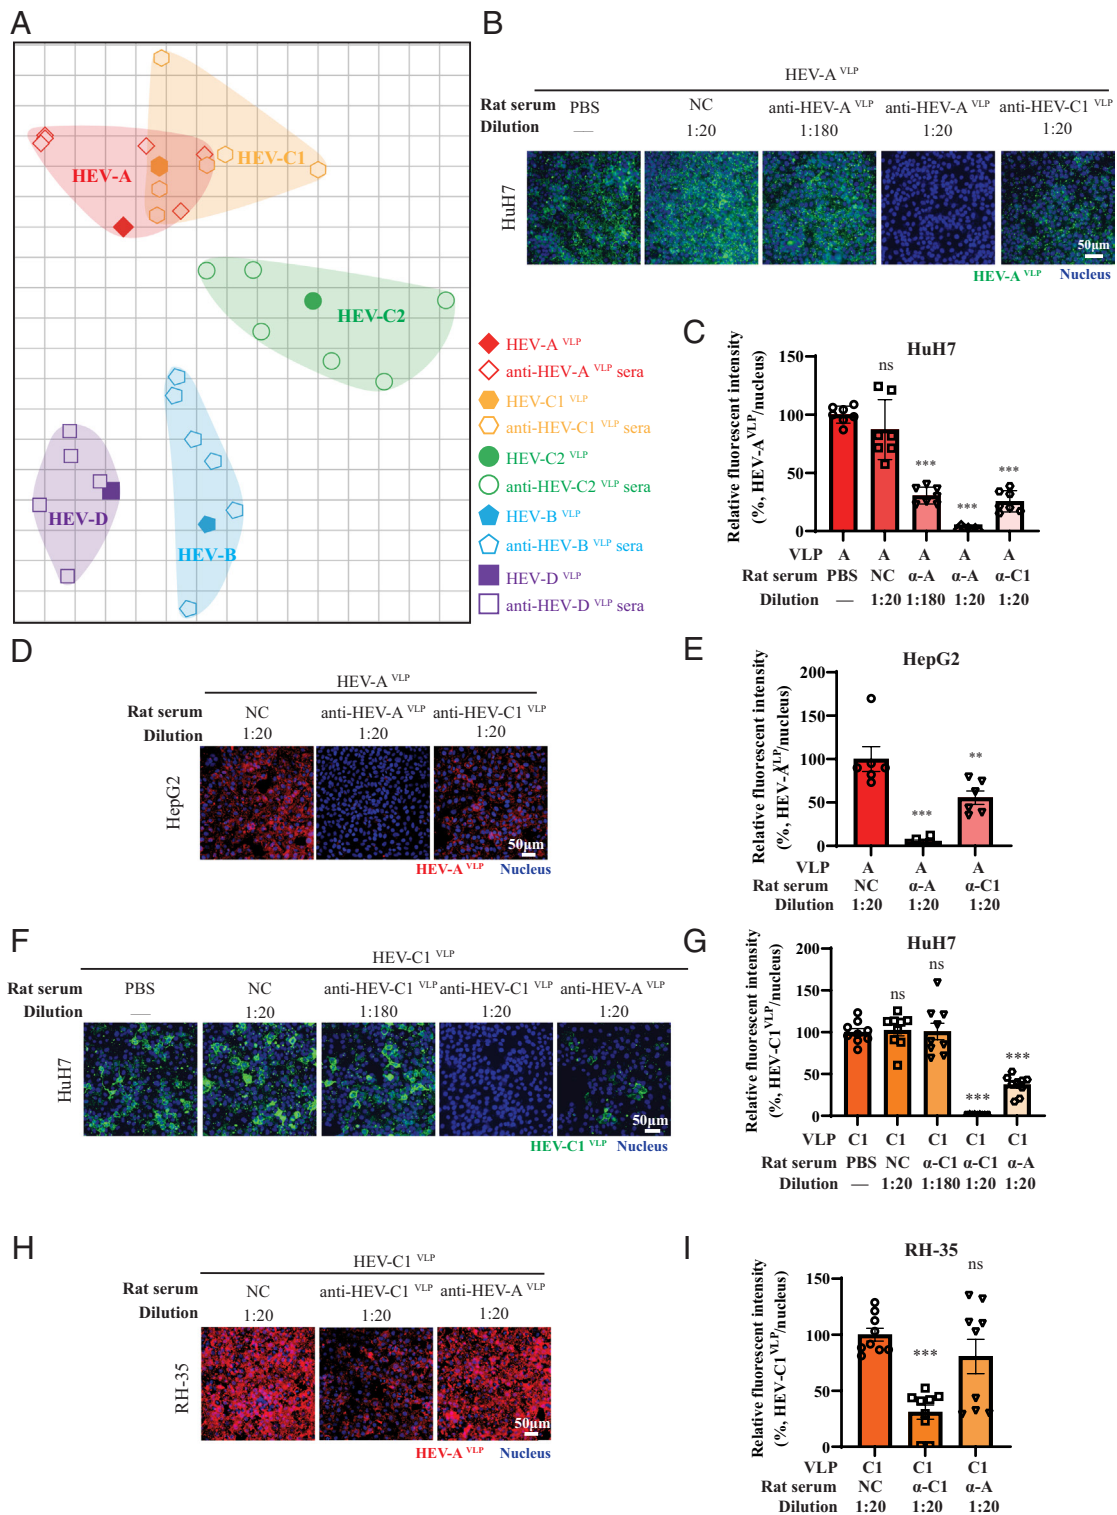 A
HEV-A
HEV-C1
HEV-C2
HEV-D
HEV-B
HEV-A VLP
anti-HEV-A VLP sera
HEV-C1 VLP
anti-HEV-C1 VLP sera
HEV-C2 VLP
anti-HEV-C2 VLP sera
HEV-B VLP
anti-HEV-B VLP sera
HEV-D VLP
anti-HEV-D VLP sera
B
HEV-A VLP
Rat serum PBS NC anti-HEV-A VLP anti-HEV-A VLP anti-HEV-C1 VLP
Dilution — 1:20 1:180 1:20 1:20
HuH7
50μm
HEV-A VLP Nucleus
C
HuH7
Relative fluorescent intensity
(%, HEV-A VLP/nucleus)
150
100
50
0
ns *** *** ***
VLP A A A A A
Rat serum PBS NC α-A α-A α-C1
Dilution — 1:20 1:180 1:20 1:20
D
HEV-A VLP
Rat serum NC anti-HEV-A VLP anti-HEV-C1 VLP
Dilution 1:20 1:20 1:20
HepG2
50μm
HEV-A VLP Nucleus
E
HepG2
Relative fluorescent intensity
(%, HEV-A VLP/nucleus)
200
150
100
50
0
*** **
VLP A A A
Rat serum NC α-A α-C1
Dilution 1:20 1:20 1:20
F
HEV-C1 VLP
Rat serum PBS NC anti-HEV-C1 VLP anti-HEV-C1 VLP anti-HEV-A VLP
Dilution — 1:20 1:180 1:20 1:20
HuH7
50μm
HEV-C1 VLP Nucleus
G
HuH7
Relative fluorescent intensity
(%, HEV-C1 VLP/nucleus)
200
150
100
50
0
ns ns *** ***
VLP C1 C1 C1 C1 C1
Rat serum PBS NC α-C1 α-C1 α-A
Dilution — 1:20 1:180 1:20 1:20
H
HEV-C1 VLP
Rat serum NC anti-HEV-C1 VLP anti-HEV-A VLP
Dilution 1:20 1:20 1:20
RH-35
50μm
HEV-A VLP Nucleus
I
RH-35
Relative fluorescent intensity
(%, HEV-C1 VLP/nucleus)
150
100
50
0
*** ns
VLP C1 C1 C1
Rat serum NC α-C1 α-A
Dilution 1:20 1:20 1:20